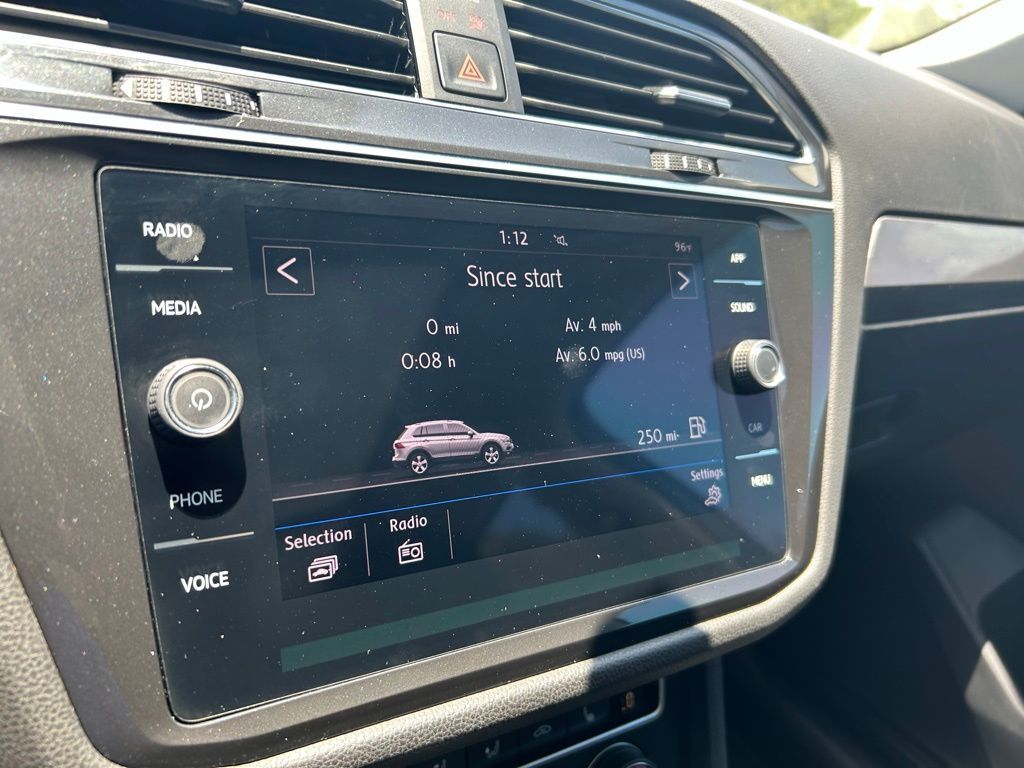 RADIO
MEDIA
PHONE
VOICE
1:12
96°F
Since start
0 mi
Av. 4 mph
0:08 h
Av. 6.0 mpg (US)
250 mi
Settings
Selection
Radio
APP
SOUND
CAR
MENU